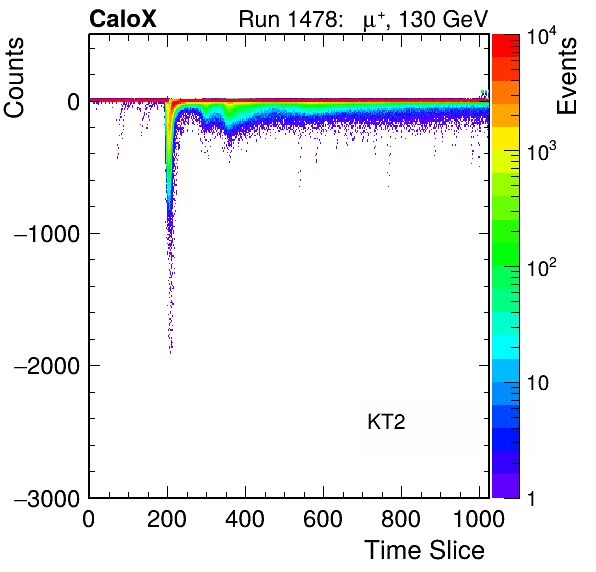 CaloX Run 1478: μ⁺, 130 GeV
Counts
Events
0
−1000
−2000
−3000
0 200 400 600 800 1000
Time Slice
KT2
10⁴
10³
10²
10
1